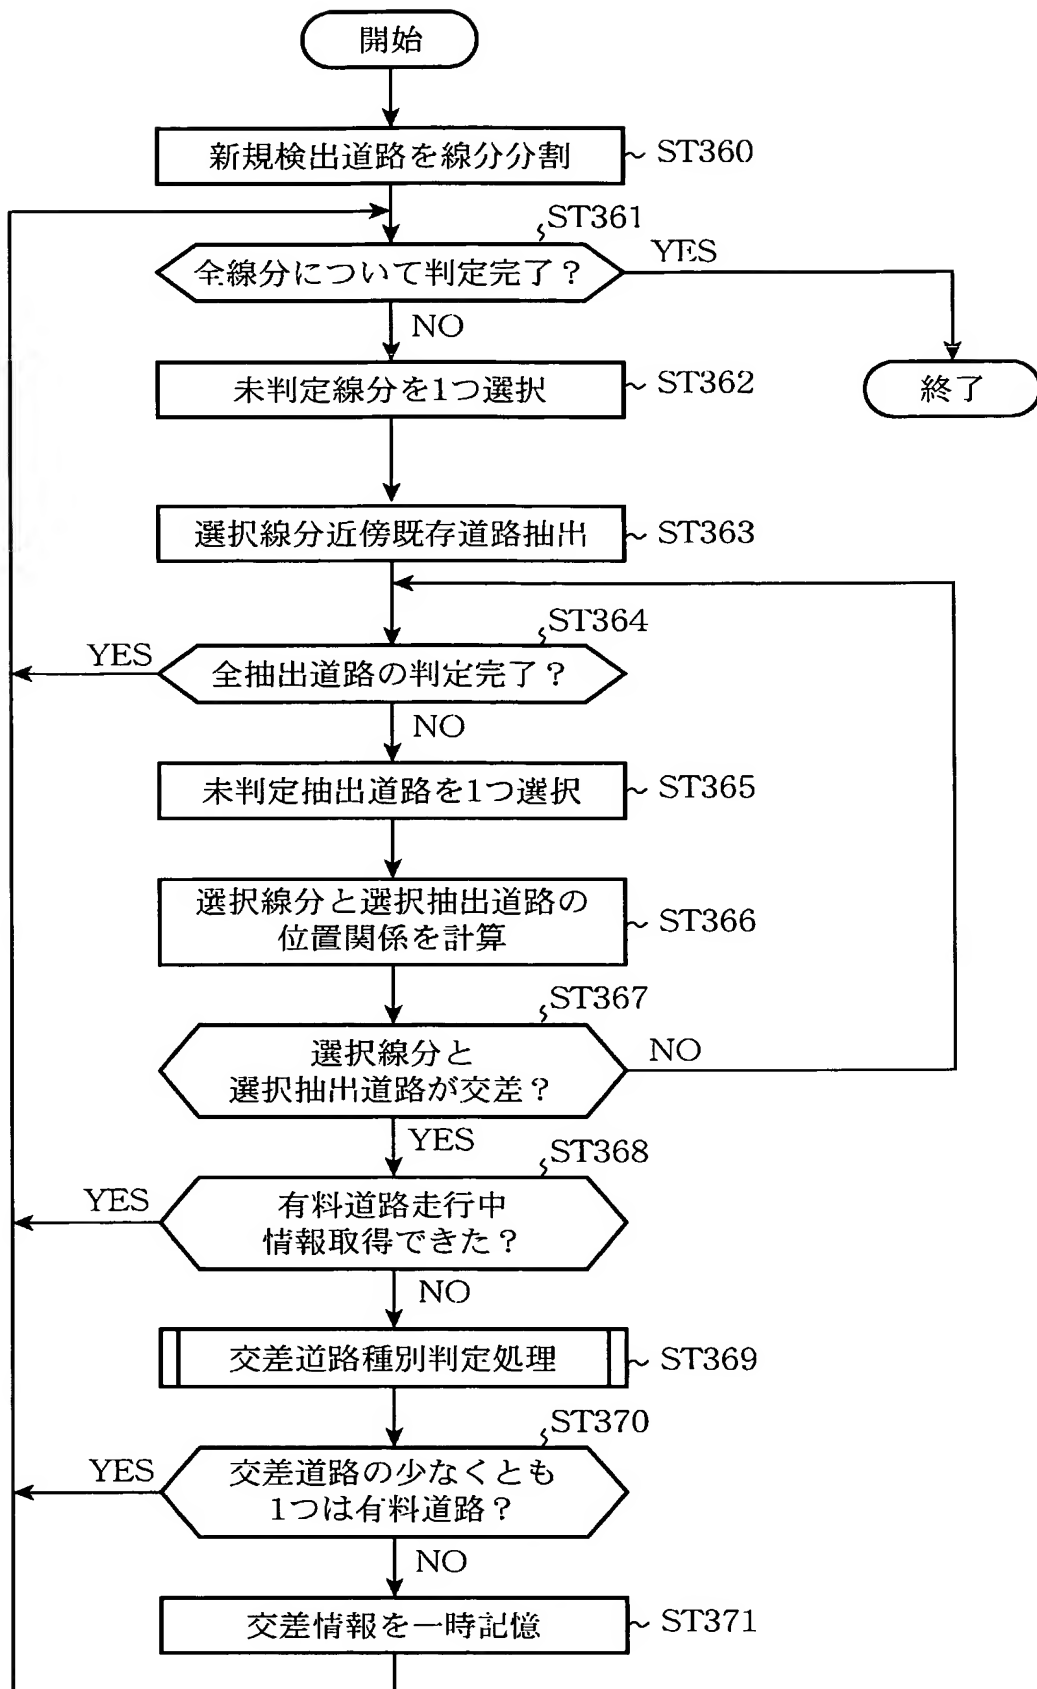 開始
新規検出道路を線分分割
ST360
ST361
全線分について判定完了？
YES
NO
未判定線分を1つ選択
ST362
終了
選択線分近傍既存道路抽出
ST363
ST364
YES
全抽出道路の判定完了？
NO
未判定抽出道路を1つ選択
ST365
選択線分と選択抽出道路の
位置関係を計算
ST366
ST367
選択線分と
選択抽出道路が交差？
NO
YES
ST368
YES
有料道路走行中
情報取得できた？
NO
交差道路種別判定処理
ST369
ST370
YES
交差道路の少なくとも
1つは有料道路？
NO
交差情報を一時記憶
ST371